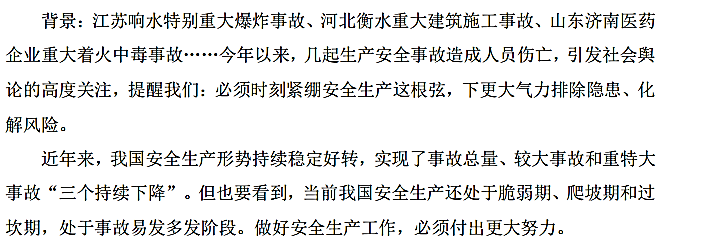 背景：江苏响水特别重大爆炸事故、河北衡水重大建筑施工事故、山东济南医药
企业重大着火中毒事故……今年以来，几起生产安全事故造成人员伤亡，引发社会舆
论的高度关注，提醒我们：必须时刻紧绷安全生产这根弦，下更大气力排除隐患、化
解风险。
近年来，我国安全生产形势持续稳定好转，实现了事故总量、较大事故和重特大
事故“三个持续下降”。但也要看到，当前我国安全生产还处于脆弱期、爬坡期和过
坎期，处于事故易发多发阶段。做好安全生产工作，必须付出更大努力。